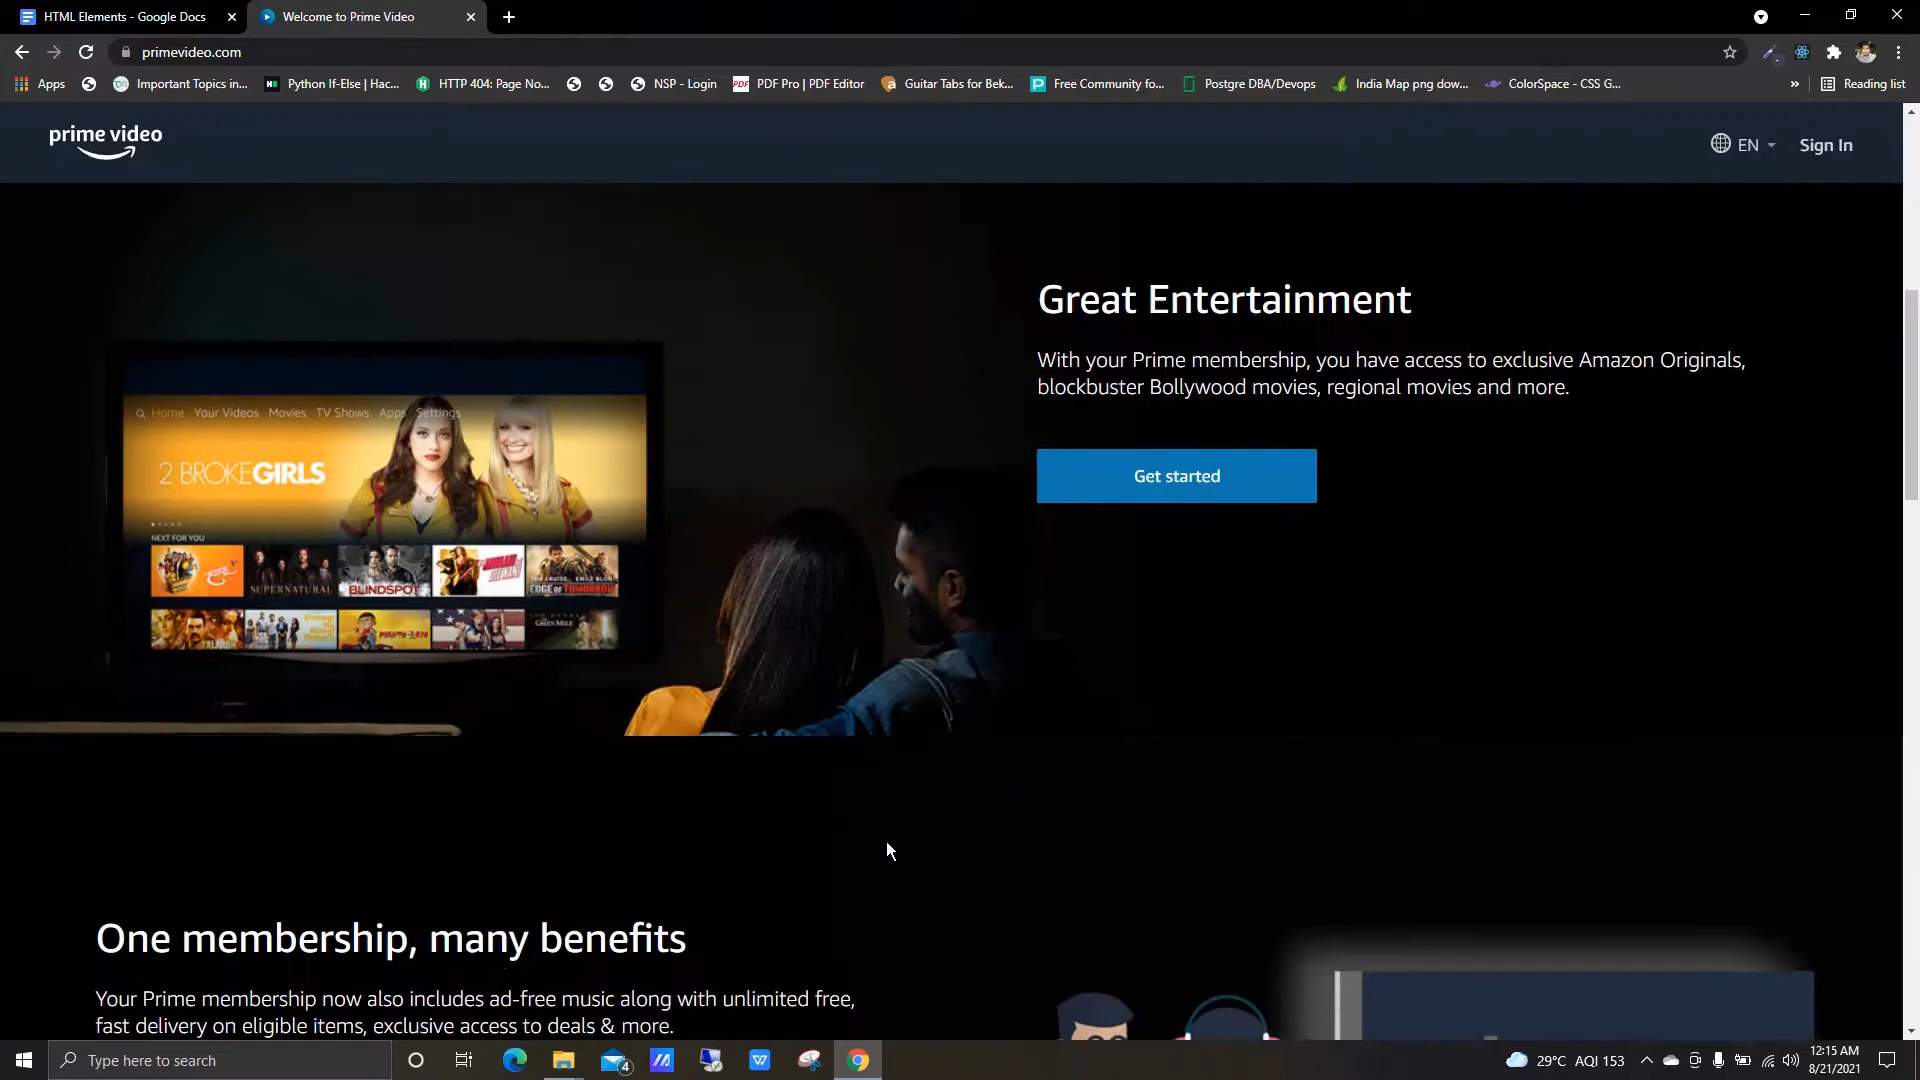 HTML Elements - Google Docs
Welcome to Prime Video
primevideo.com
Apps
Important Topics in...
Python If-Else | Hac...
HTTP 404: Page No...
NSP - Login
PDF Pro | PDF Editor
Guitar Tabs for Bek...
Free Community fo...
Postgre DBA/Devops
India Map png dow...
ColorSpace - CSS G...
»
Reading list
prime video
EN
Sign In
Great Entertainment
With your Prime membership, you have access to exclusive Amazon Originals,
blockbuster Bollywood movies, regional movies and more.
Get started
Home Your Videos Movies TV Shows Apps Settings
2 BROKE GIRLS
NEXT FOR YOU
SUPERNATURAL
BLINDSPOT
EDGE OF TOMORROW
GREEN MILE
One membership, many benefits
Your Prime membership now also includes ad-free music along with unlimited free,
fast delivery on eligible items, exclusive access to deals & more.
Type here to search
4
29°C AQI 153
12:15 AM
8/21/2021